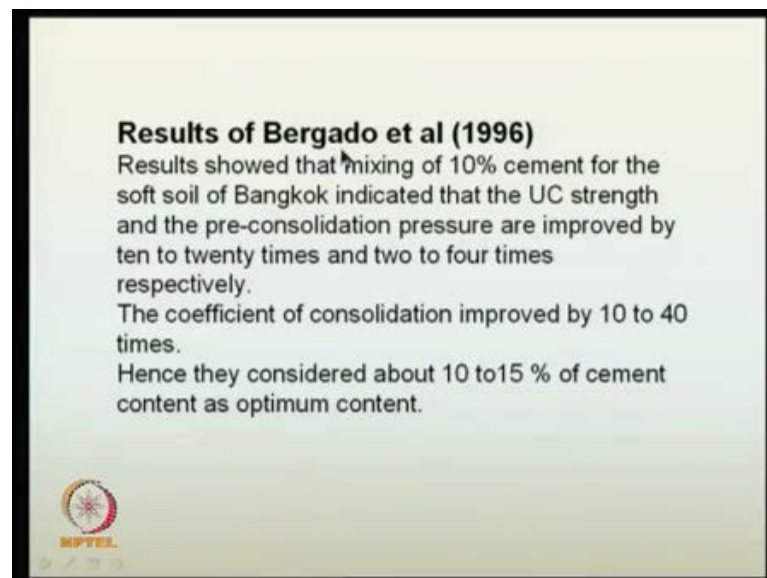 Results of Bergado et al (1996)
Results showed that mixing of 10% cement for the
soft soil of Bangkok indicated that the UC strength
and the pre-consolidation pressure are improved by
ten to twenty times and two to four times
respectively.
The coefficient of consolidation improved by 10 to 40
times.
Hence they considered about 10 to15 % of cement
content as optimum content.
NPTEL